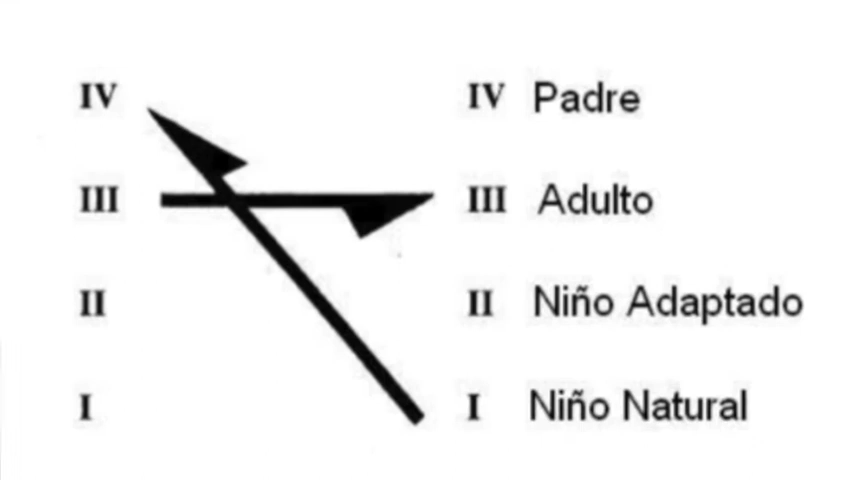 IV IV Padre
III III Adulto
II II Niño Adaptado
I I Niño Natural